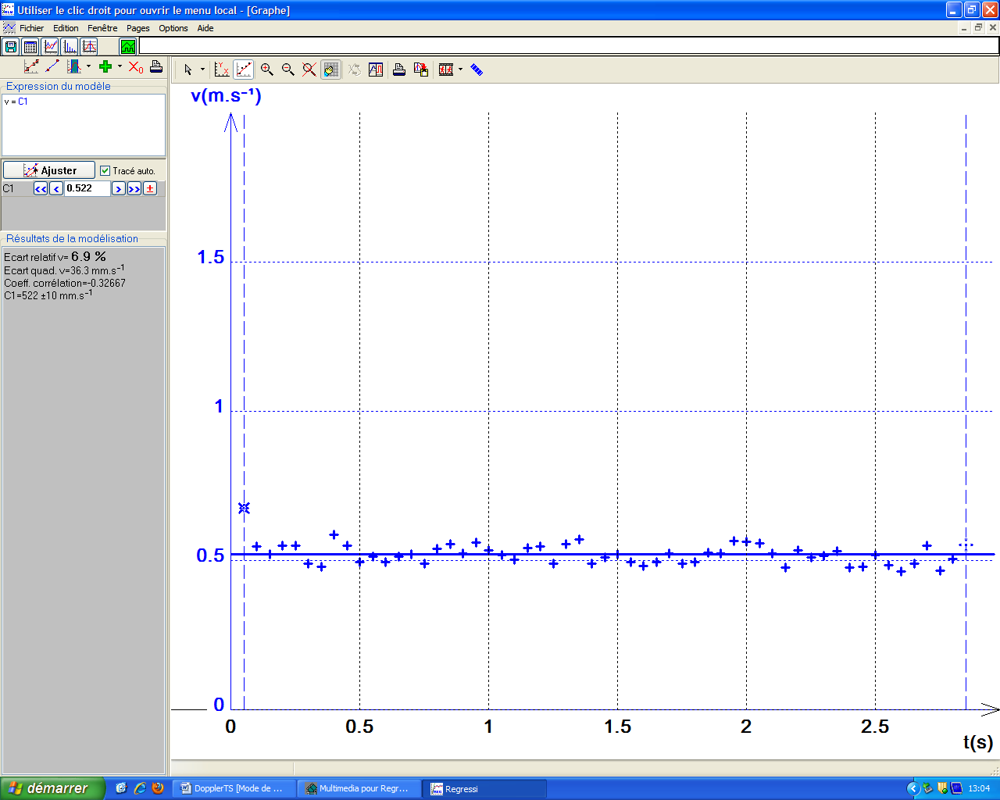 Utiliser le clic droit pour ouvrir le menu local - [Graphe]
Fichier Edition Fenêtre Pages Options Aide
Expression du modèle
v = C1
Ajuster Tracé auto.
C1 << < 0.522 > >> ±
Résultats de la modélisation
Ecart relatif v= 6.9 %
Ecart quad. v=36.3 mm.s⁻¹
Coeff. corrélation=-0.32667
C1=522 ±10 mm.s⁻¹
v(m.s⁻¹)
1.5
1
0.5
0
0 0.5 1 1.5 2 2.5
t(s)
démarrer DopplerTS [Mode de ... Multimedia pour Regr... Regressi 13:04